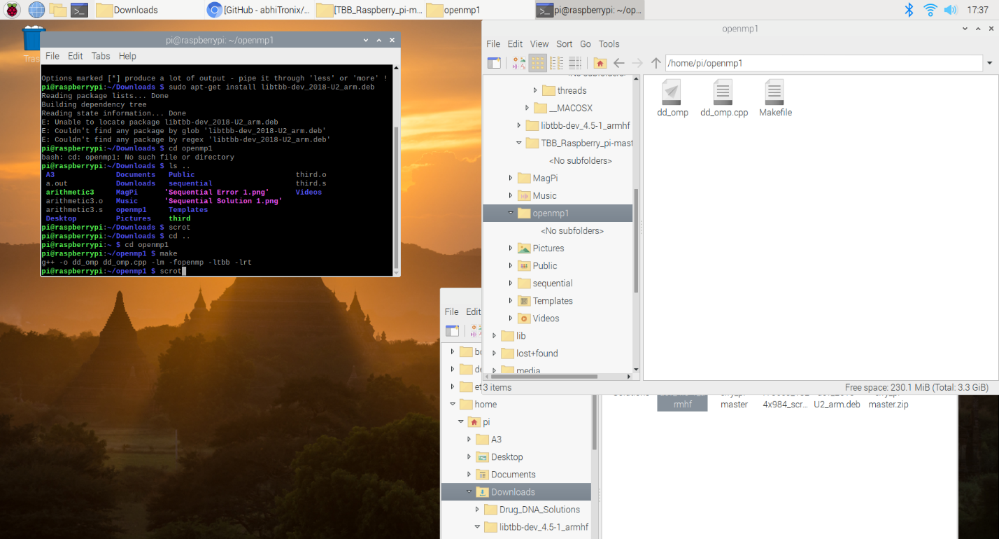 Downloads
[GitHub - abhiTronix/...
[TBB_Raspberry_pi-m...
openmp1
pi@raspberrypi: ~/op...
17:37
pi@raspberrypi: ~/openmp1
File Edit Tabs Help
Options marked [*] produce a lot of output - pipe it through 'less' or 'more' !
pi@raspberrypi:~/Downloads $ sudo apt-get install libtbb-dev_2018-U2_arm.deb
Reading package lists... Done
Building dependency tree
Reading state information... Done
E: Unable to locate package libtbb-dev_2018-U2_arm.deb
E: Couldn't find any package by glob 'libtbb-dev_2018-U2_arm.deb'
E: Couldn't find any package by regex 'libtbb-dev_2018-U2_arm.deb'
pi@raspberrypi:~/Downloads $ cd openmp1
bash: cd: openmp1: No such file or directory
pi@raspberrypi:~/Downloads $ ls ..
A3 Documents Public third.o
a.out Downloads sequential third.s
arithmetic3 MagPi 'Sequential Error 1.png' Videos
arithmetic3.o Music 'Sequential Solution 1.png'
arithmetic3.s openmp1 Templates
Desktop Pictures third
pi@raspberrypi:~/Downloads $ scrot
pi@raspberrypi:~/Downloads $ cd ..
pi@raspberrypi:~ $ cd openmp1
pi@raspberrypi:~/openmp1 $ make
g++ -o dd_omp dd_omp.cpp -lm -fopenmp -ltbb -lrt
pi@raspberrypi:~/openmp1 $ scrot
openmp1
File Edit View Sort Go Tools
/home/pi/openmp1
<No subfolders>
threads
__MACOSX
libtbb-dev_4.5-1_armhf
TBB_Raspberry_pi-mast
<No subfolders>
MagPi
Music
openmp1
<No subfolders>
Pictures
Public
sequential
Templates
Videos
lib
lost+found
media
dd_omp
dd_omp.cpp
Makefile
3 items
Free space: 230.1 MiB (Total: 3.3 GiB)
File Edit
home
pi
A3
Desktop
Documents
Downloads
Drug_DNA_Solutions
libtbb-dev_4.5-1_armhf
rmhf
master
4x984_scr...
U2_arm.deb
master.zip